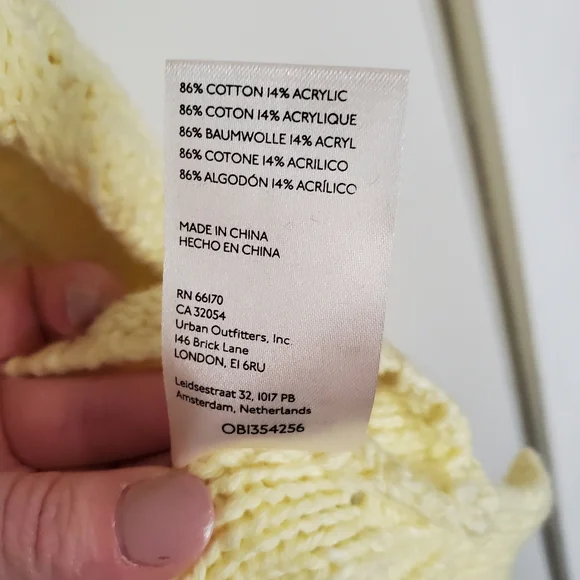 86% COTTON 14% ACRYLIC
86% COTON 14% ACRYLIQUE
86% BAUMWOLLE 14% ACRYL
86% COTONE 14% ACRILICO
86% ALGODÓN 14% ACRÍLICO
MADE IN CHINA
HECHO EN CHINA
RN 66170
CA 32054
Urban Outfitters, Inc.
146 Brick Lane
LONDON, E1 6RU
Leidsestraat 32, 1017 PB
Amsterdam, Netherlands
OB1354256